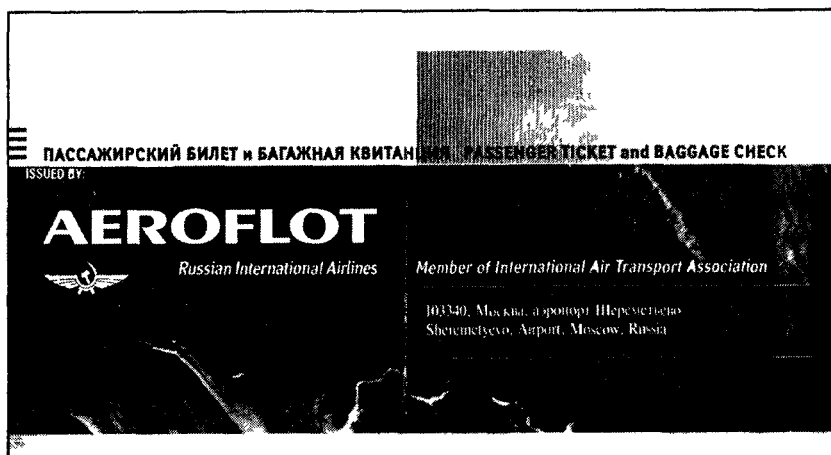 ПАССАЖИРСКИЙ БИЛЕТ и БАГАЖНАЯ КВИТАНЦИЯ PASSENGER TICKET and BAGGAGE CHECK
ISSUED BY:
AEROFLOT
Russian International Airlines
Member of International Air Transport Association
103340, Москва, аэропорт Шереметьево
Sheremetyevo, Airport, Moscow, Russia